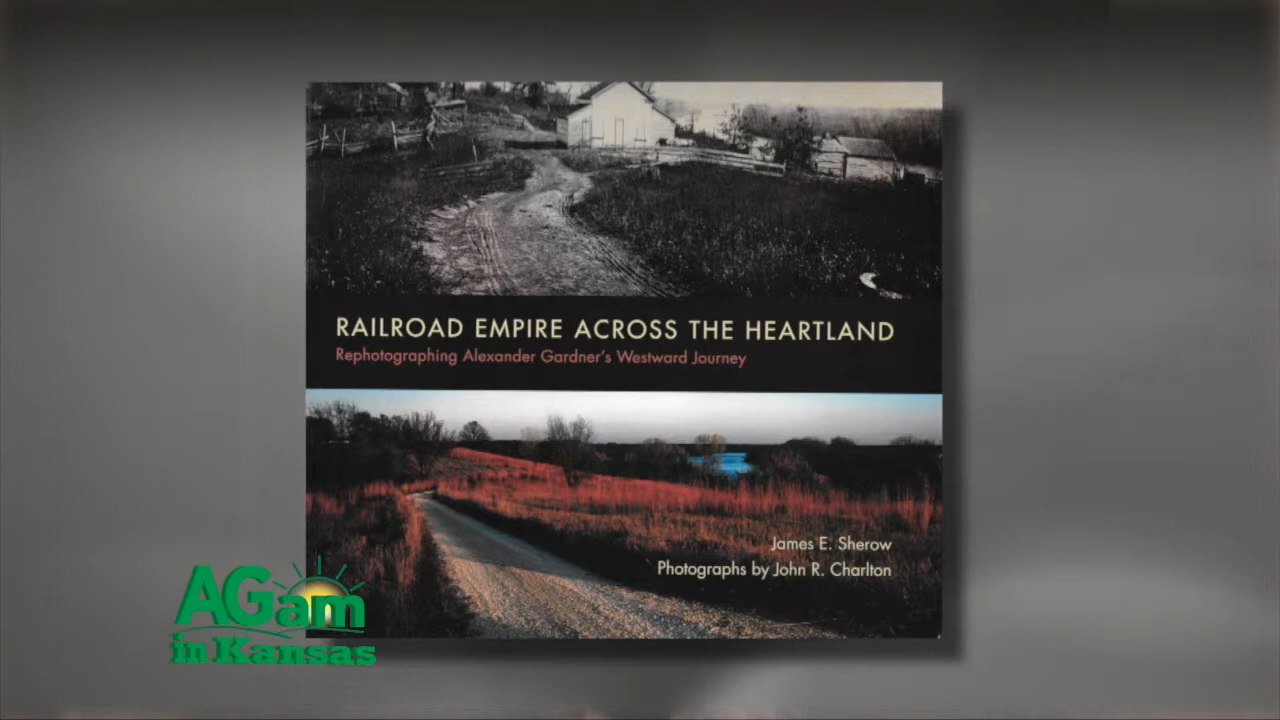 RAILROAD EMPIRE ACROSS THE HEARTLAND
Rephotographing Alexander Gardner's Westward Journey
James E. Sherow
Photographs by John R. Charlton
AGam
in Kansas